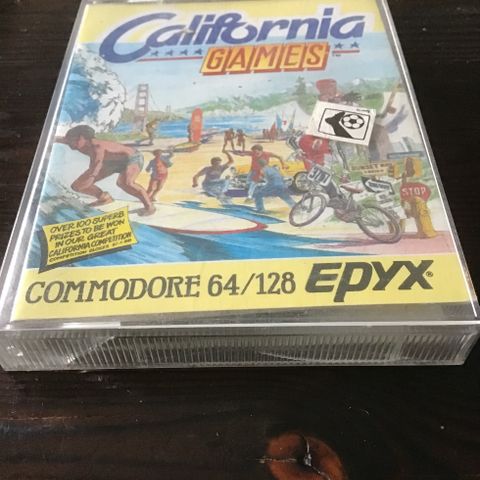 California
GAMES
TM
STOP
OVER 100 SUPERB
PRIZES TO BE WON
IN OUR GREAT
CALIFORNIA COMPETITION
COMMODORE 64/128 EPYX®